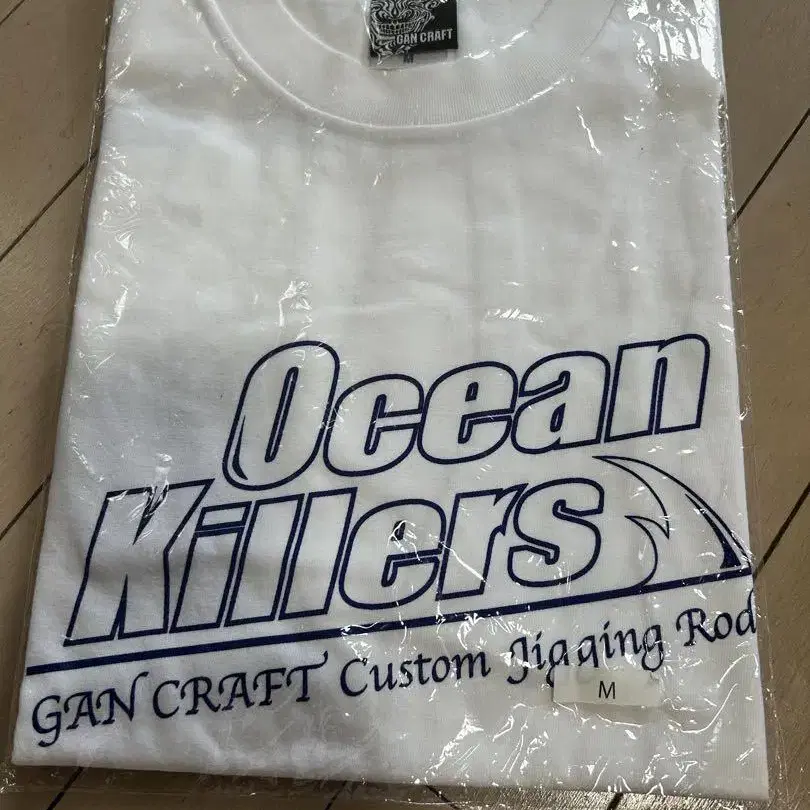 GAN CRAFT
M
Ocean
Killers
GAN CRAFT Custom Jigging Rod
M